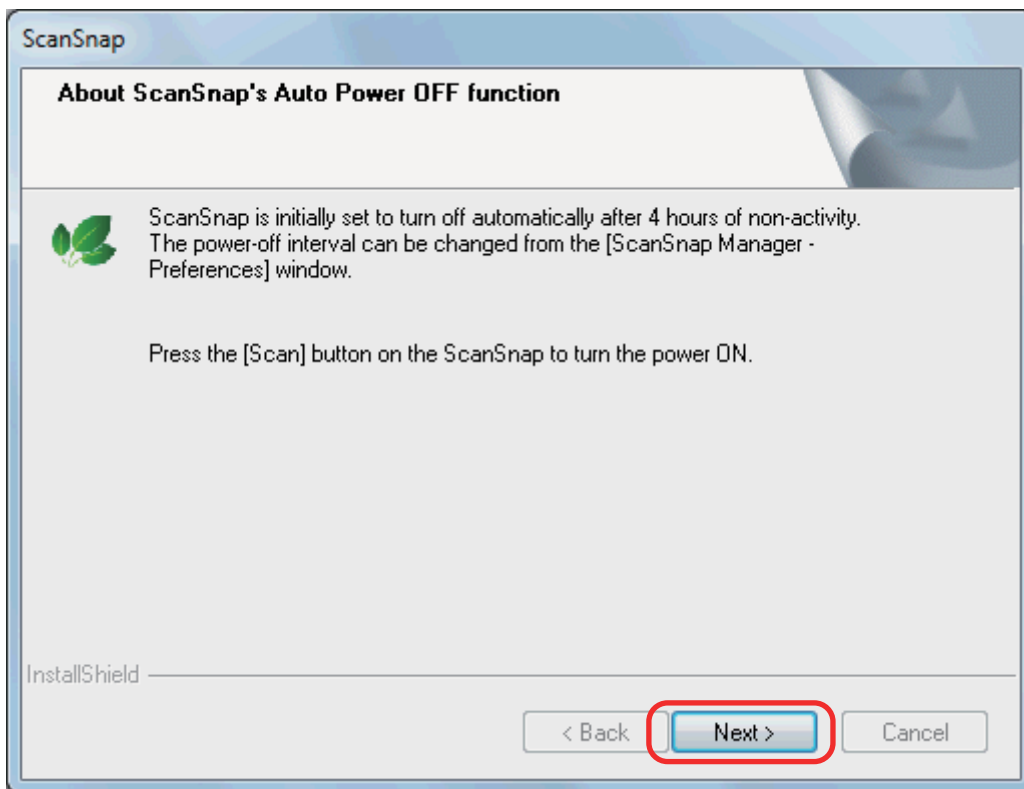 ScanSnap
About ScanSnap's Auto Power OFF function
ScanSnap is initially set to turn off automatically after 4 hours of non-activity.
The power-off interval can be changed from the [ScanSnap Manager -
Preferences] window.
Press the [Scan] button on the ScanSnap to turn the power ON.
InstallShield
< Back
Next >
Cancel